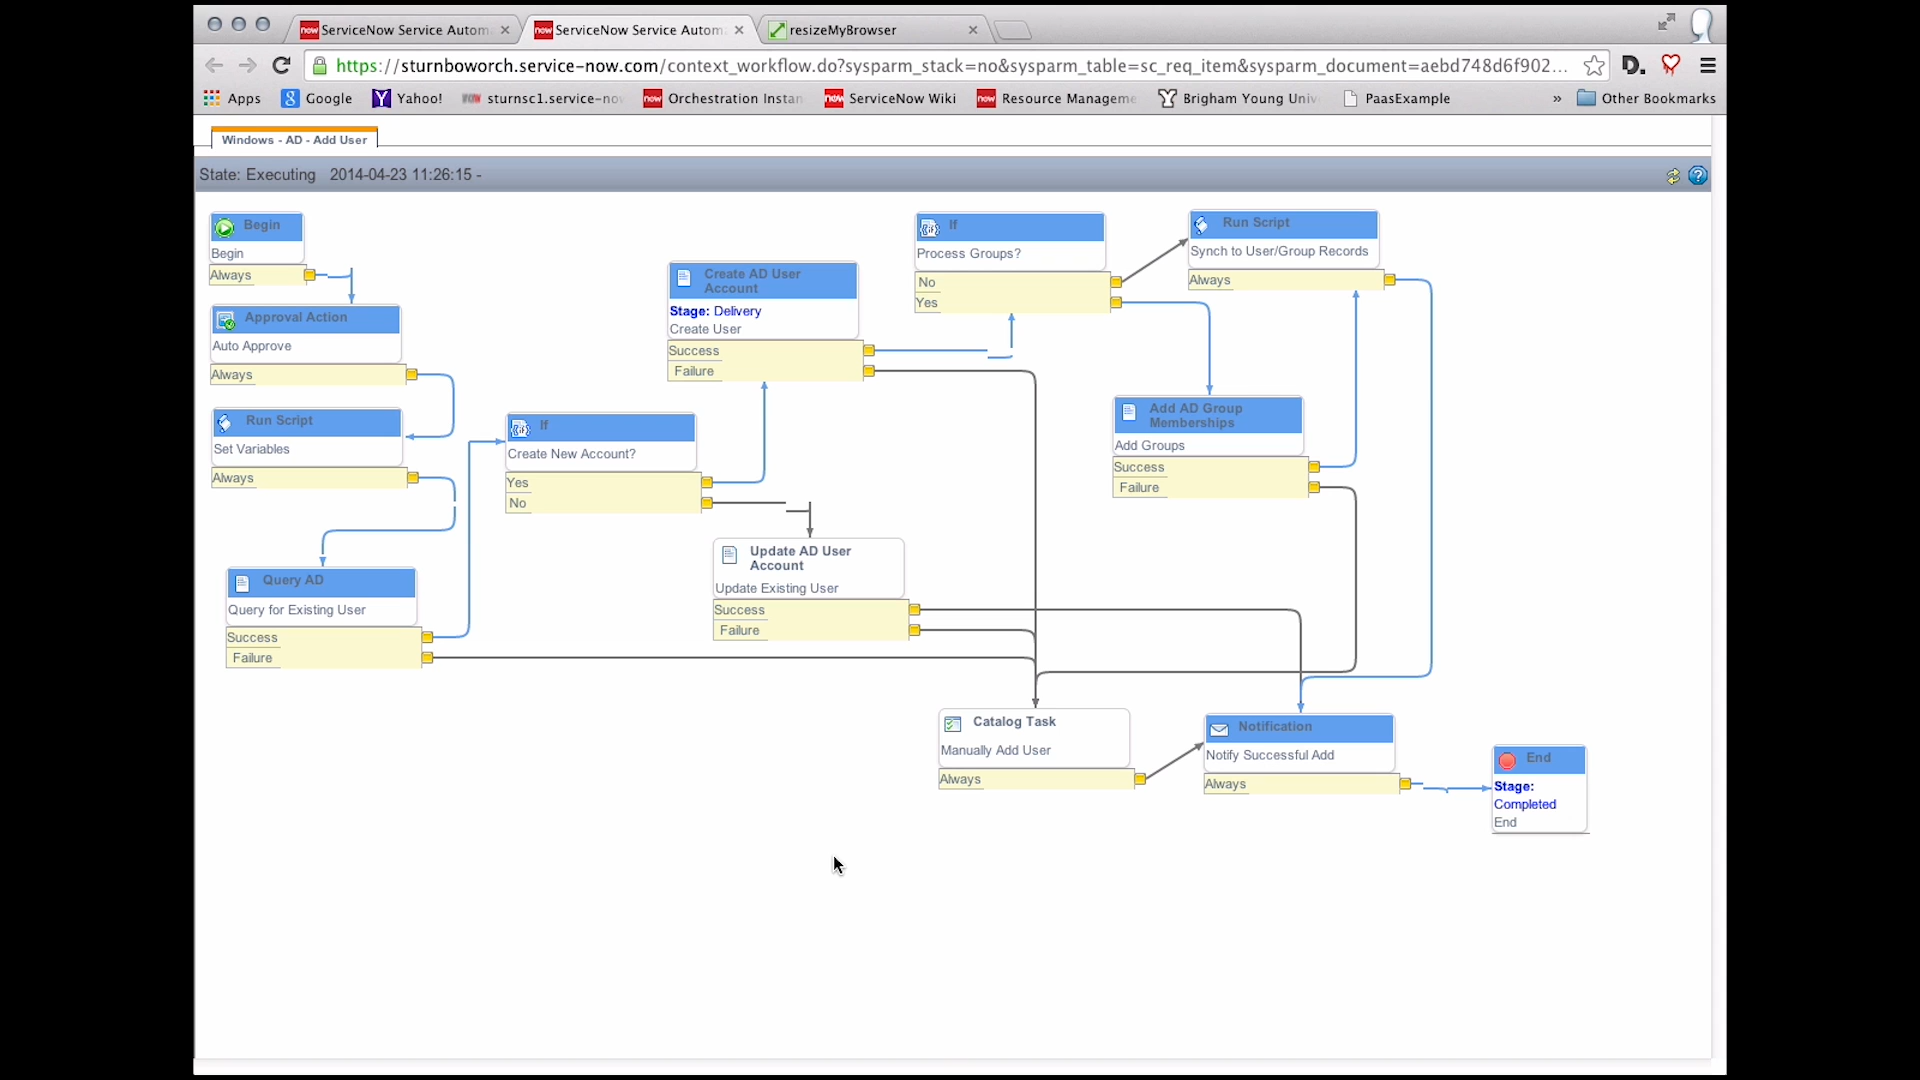 ServiceNow Service Autom
ServiceNow Service Autom
resizeMyBrowser
https://sturnboworch.service-now.com/context_workflow.do?sysparm_stack=no&sysparm_table=sc_req_item&sysparm_document=aebd748d6f902...
Apps
Google
Yahoo!
sturnsc1.service-no
Orchestration Instan
ServiceNow Wiki
Resource Manageme
Brigham Young Univ
PaasExample
» Other Bookmarks
Windows - AD - Add User
State: Executing 2014-04-23 11:26:15 -
Begin
Begin
Always
Approval Action
Auto Approve
Always
Run Script
Set Variables
Always
Query AD
Query for Existing User
Success
Failure
If
Create New Account?
Yes
No
Create AD User
Account
Stage: Delivery
Create User
Success
Failure
Update AD User
Account
Update Existing User
Success
Failure
If
Process Groups?
No
Yes
Run Script
Synch to User/Group Records
Always
Add AD Group
Memberships
Add Groups
Success
Failure
Catalog Task
Manually Add User
Always
Notification
Notify Successful Add
Always
End
Stage:
Completed
End